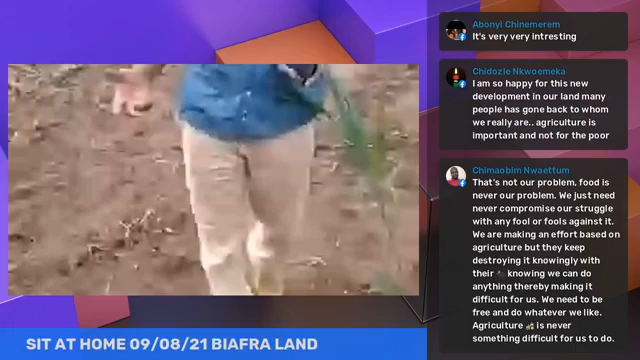 Abonyi Chinemerem
It's very very intresting
Chidozie Nkwoemeka
I am so happy for this new
development in our land many
people has gone back to whom
we really are.. agriculture is
important and not for the poor
Chimaobim Nwaettum
That's not our problem, food is
never our problem. We just need
never compromise our struggle
with any fool or fools against it.
We are making an effort based on
agriculture but they keep
destroying it knowingly with
their knowing we can do
anything thereby making it
difficult for us. We need to be
free and do whatever we like.
Agriculture is never
something difficult for us to do.
SIT AT HOME 09/08/21 BIAFRA LAND